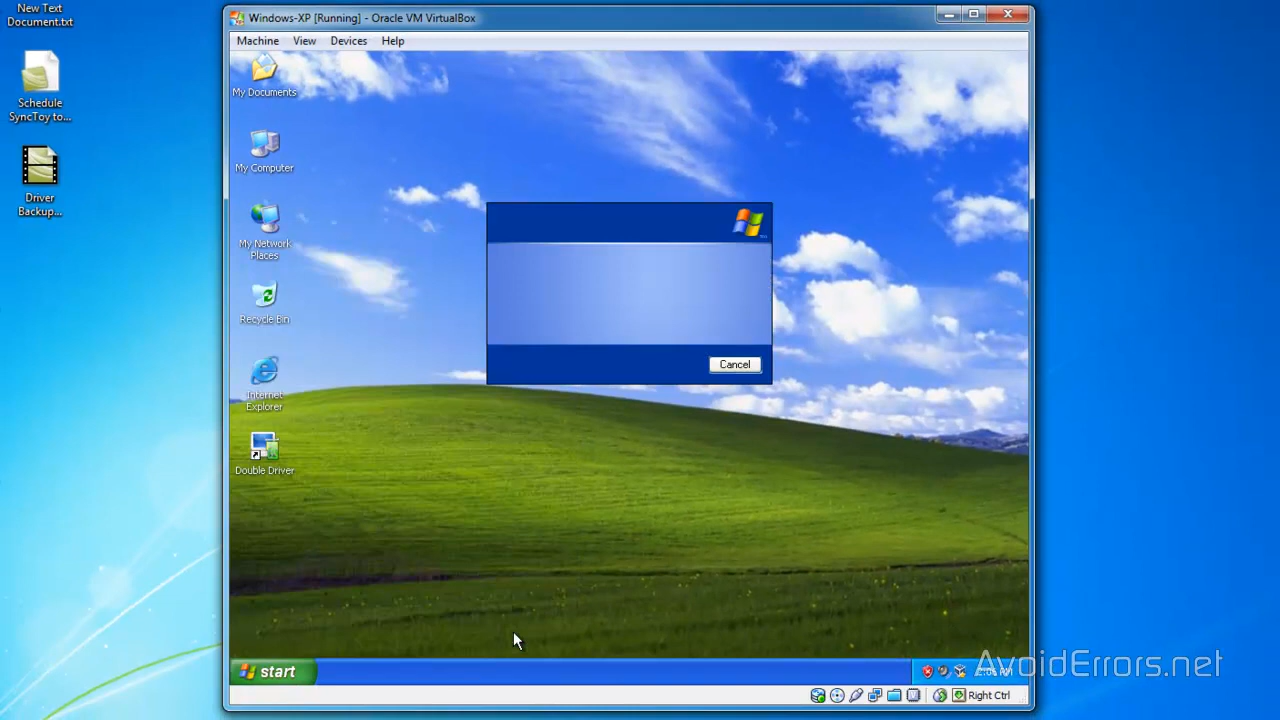 New Text
Document.txt
Schedule
SyncToy to...
Driver
Backup...
Windows-XP [Running] - Oracle VM VirtualBox
Machine View Devices Help
My Documents
My Computer
My Network
Places
Recycle Bin
Internet
Explorer
Double Driver
Cancel
start
AvoidErrors.net
Right Ctrl